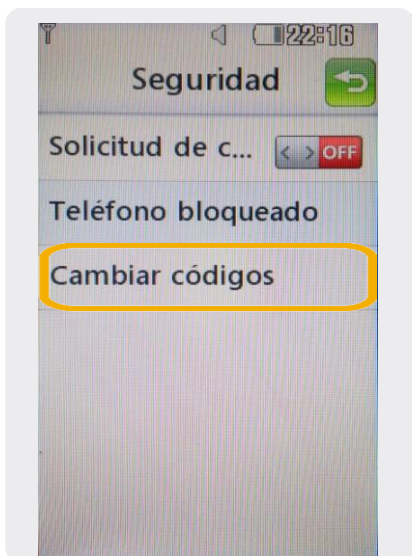 22:16
Seguridad
Solicitud de c... OFF
Teléfono bloqueado
Cambiar códigos